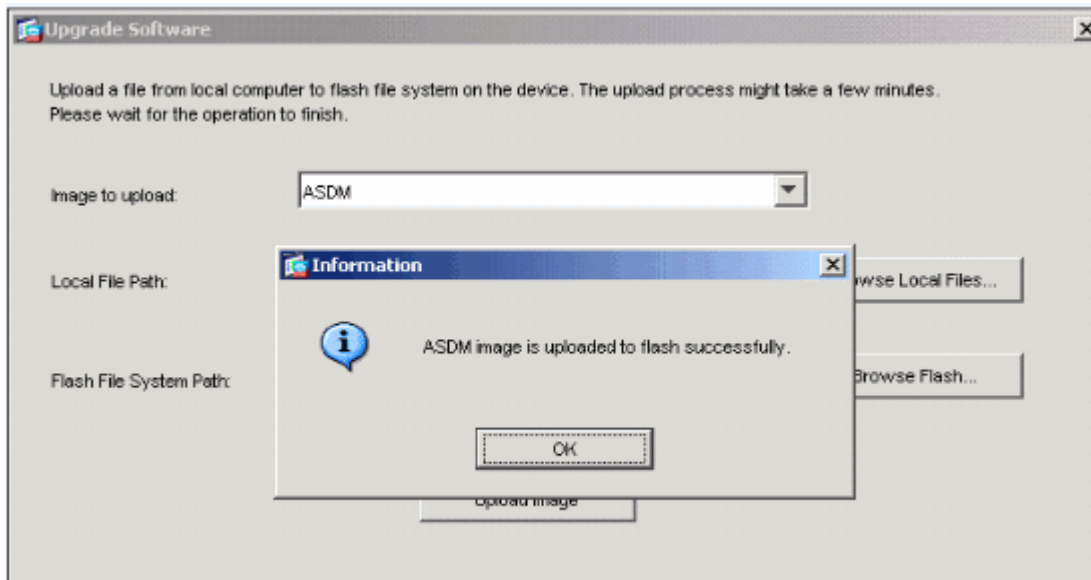 Upgrade Software
Upload a file from local computer to flash file system on the device. The upload process might take a few minutes.
Please wait for the operation to finish.
Image to upload:
ASDM
Information
Local File Path:
Local Files...
ASDM image is uploaded to flash successfully.
Flash File System Path:
Browse Flash...
OK
Upload Image